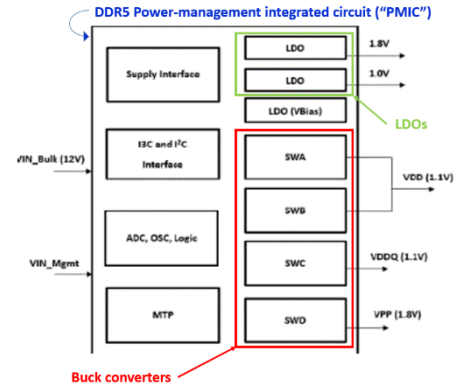 DDR5 Power-management integrated circuit (“PMIC”)
LDO
1.8V
Supply Interface
LDO
1.0V
LDO (VBias)
LDOs
I3C and I²C
Interface
VIN_Bulk (12V)
SWA
VDD (1.1V)
SWB
ADC, OSC, Logic
SWC
VIN_Mgmt
VDDQ (1.1V)
MTP
SWD
VPP (1.8V)
Buck converters